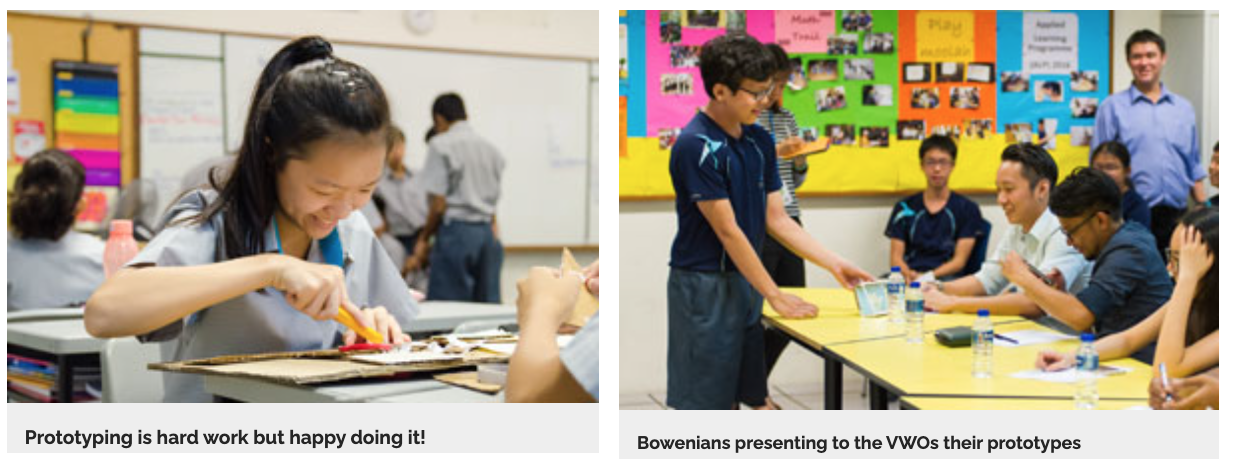 Math
Trail
Play
Applied
Learning
Programme
Prototyping is hard work but happy doing it!
Bowenians presenting to the VWOs their prototypes